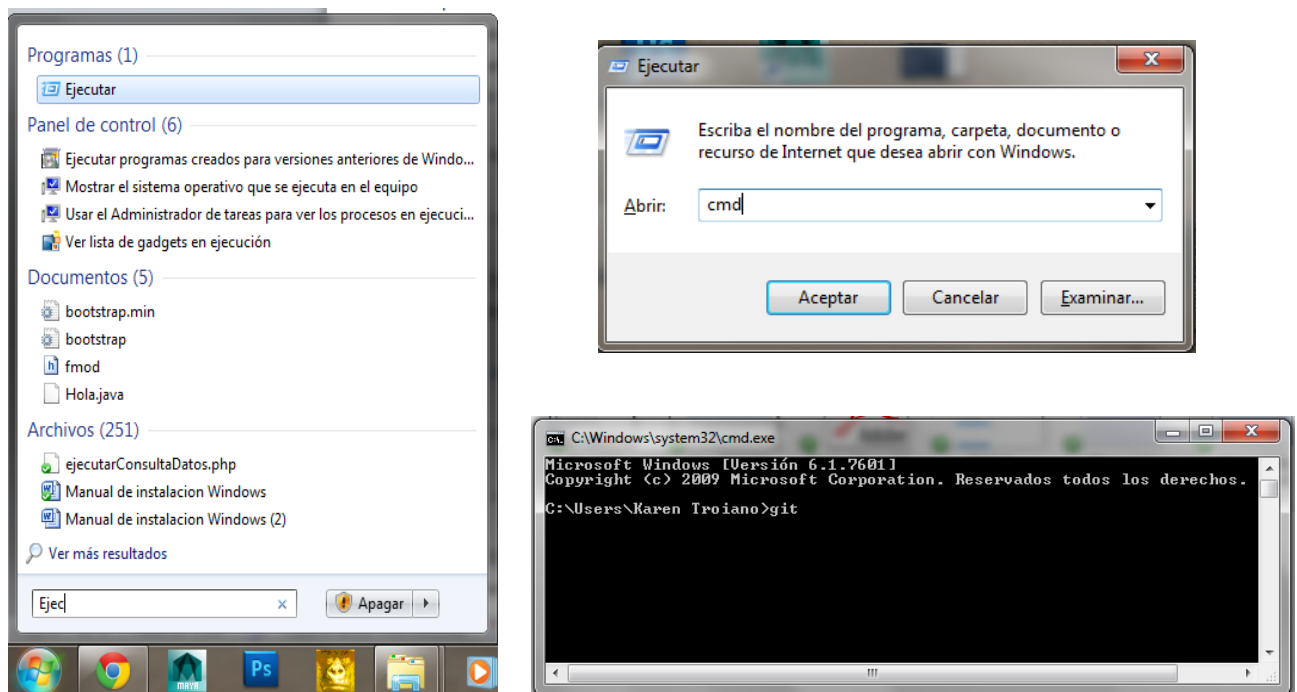 Programas (1)
Ejecutar
Panel de control (6)
Ejecutar programas creados para versiones anteriores de Windo...
Mostrar el sistema operativo que se ejecuta en el equipo
Usar el Administrador de tareas para ver los procesos en ejecuci...
Ver lista de gadgets en ejecución
Documentos (5)
bootstrap.min
bootstrap
fmod
Hola.java
Archivos (251)
ejecutarConsultaDatos.php
Manual de instalacion Windows
Manual de instalacion Windows (2)
Ver más resultados
Ejec
Apagar
MAYA
Ps
Ejecutar
Escriba el nombre del programa, carpeta, documento o
recurso de Internet que desea abrir con Windows.
Abrir: cmd
Aceptar Cancelar Examinar...
C:\Windows\system32\cmd.exe
Microsoft Windows [Versión 6.1.7601]
Copyright (c) 2009 Microsoft Corporation. Reservados todos los derechos.
C:\Users\Karen Troiano>git